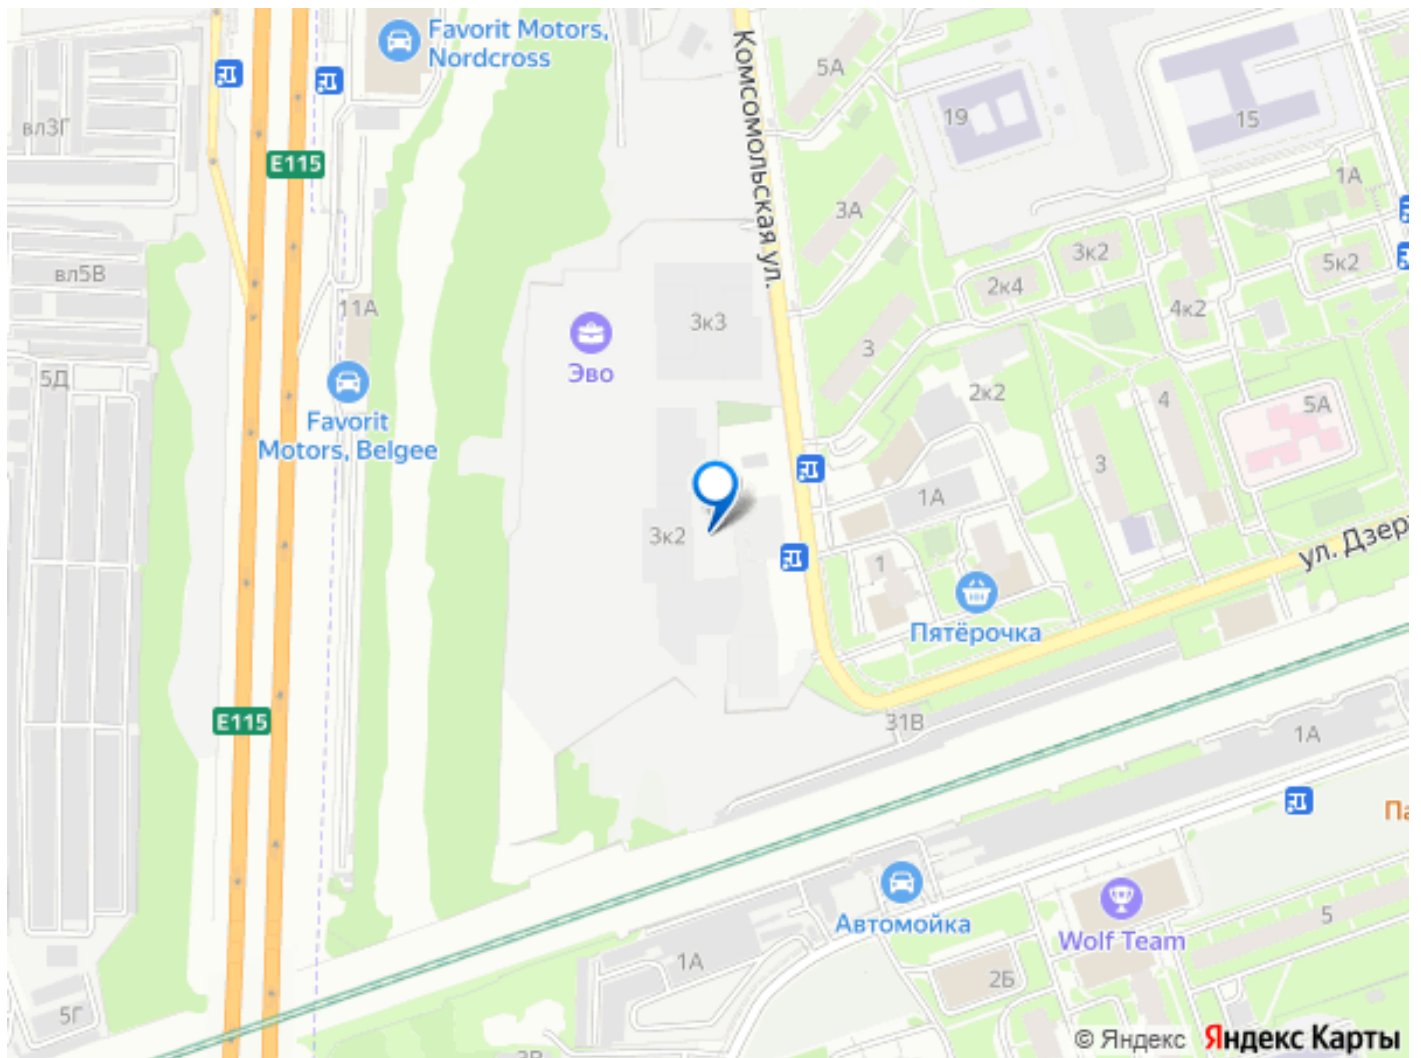 Favorit Motors,
Nordcross
Комсомольская ул.
5А
19
15
вл3Г
E115
1А
3А
3к2
5к2
вл5В
2к4
4к2
11А
3к3
3
Эво
5Д
2к2
4
5А
Favorit
Motors, Belgee
3
1А
3к2
ул. Дзер
1
Пятёрочка
E115
31В
1А
Па
Автомойка
5
Wolf Team
1А
2Б
5Г
3В
© Яндекс Яндекс Карты